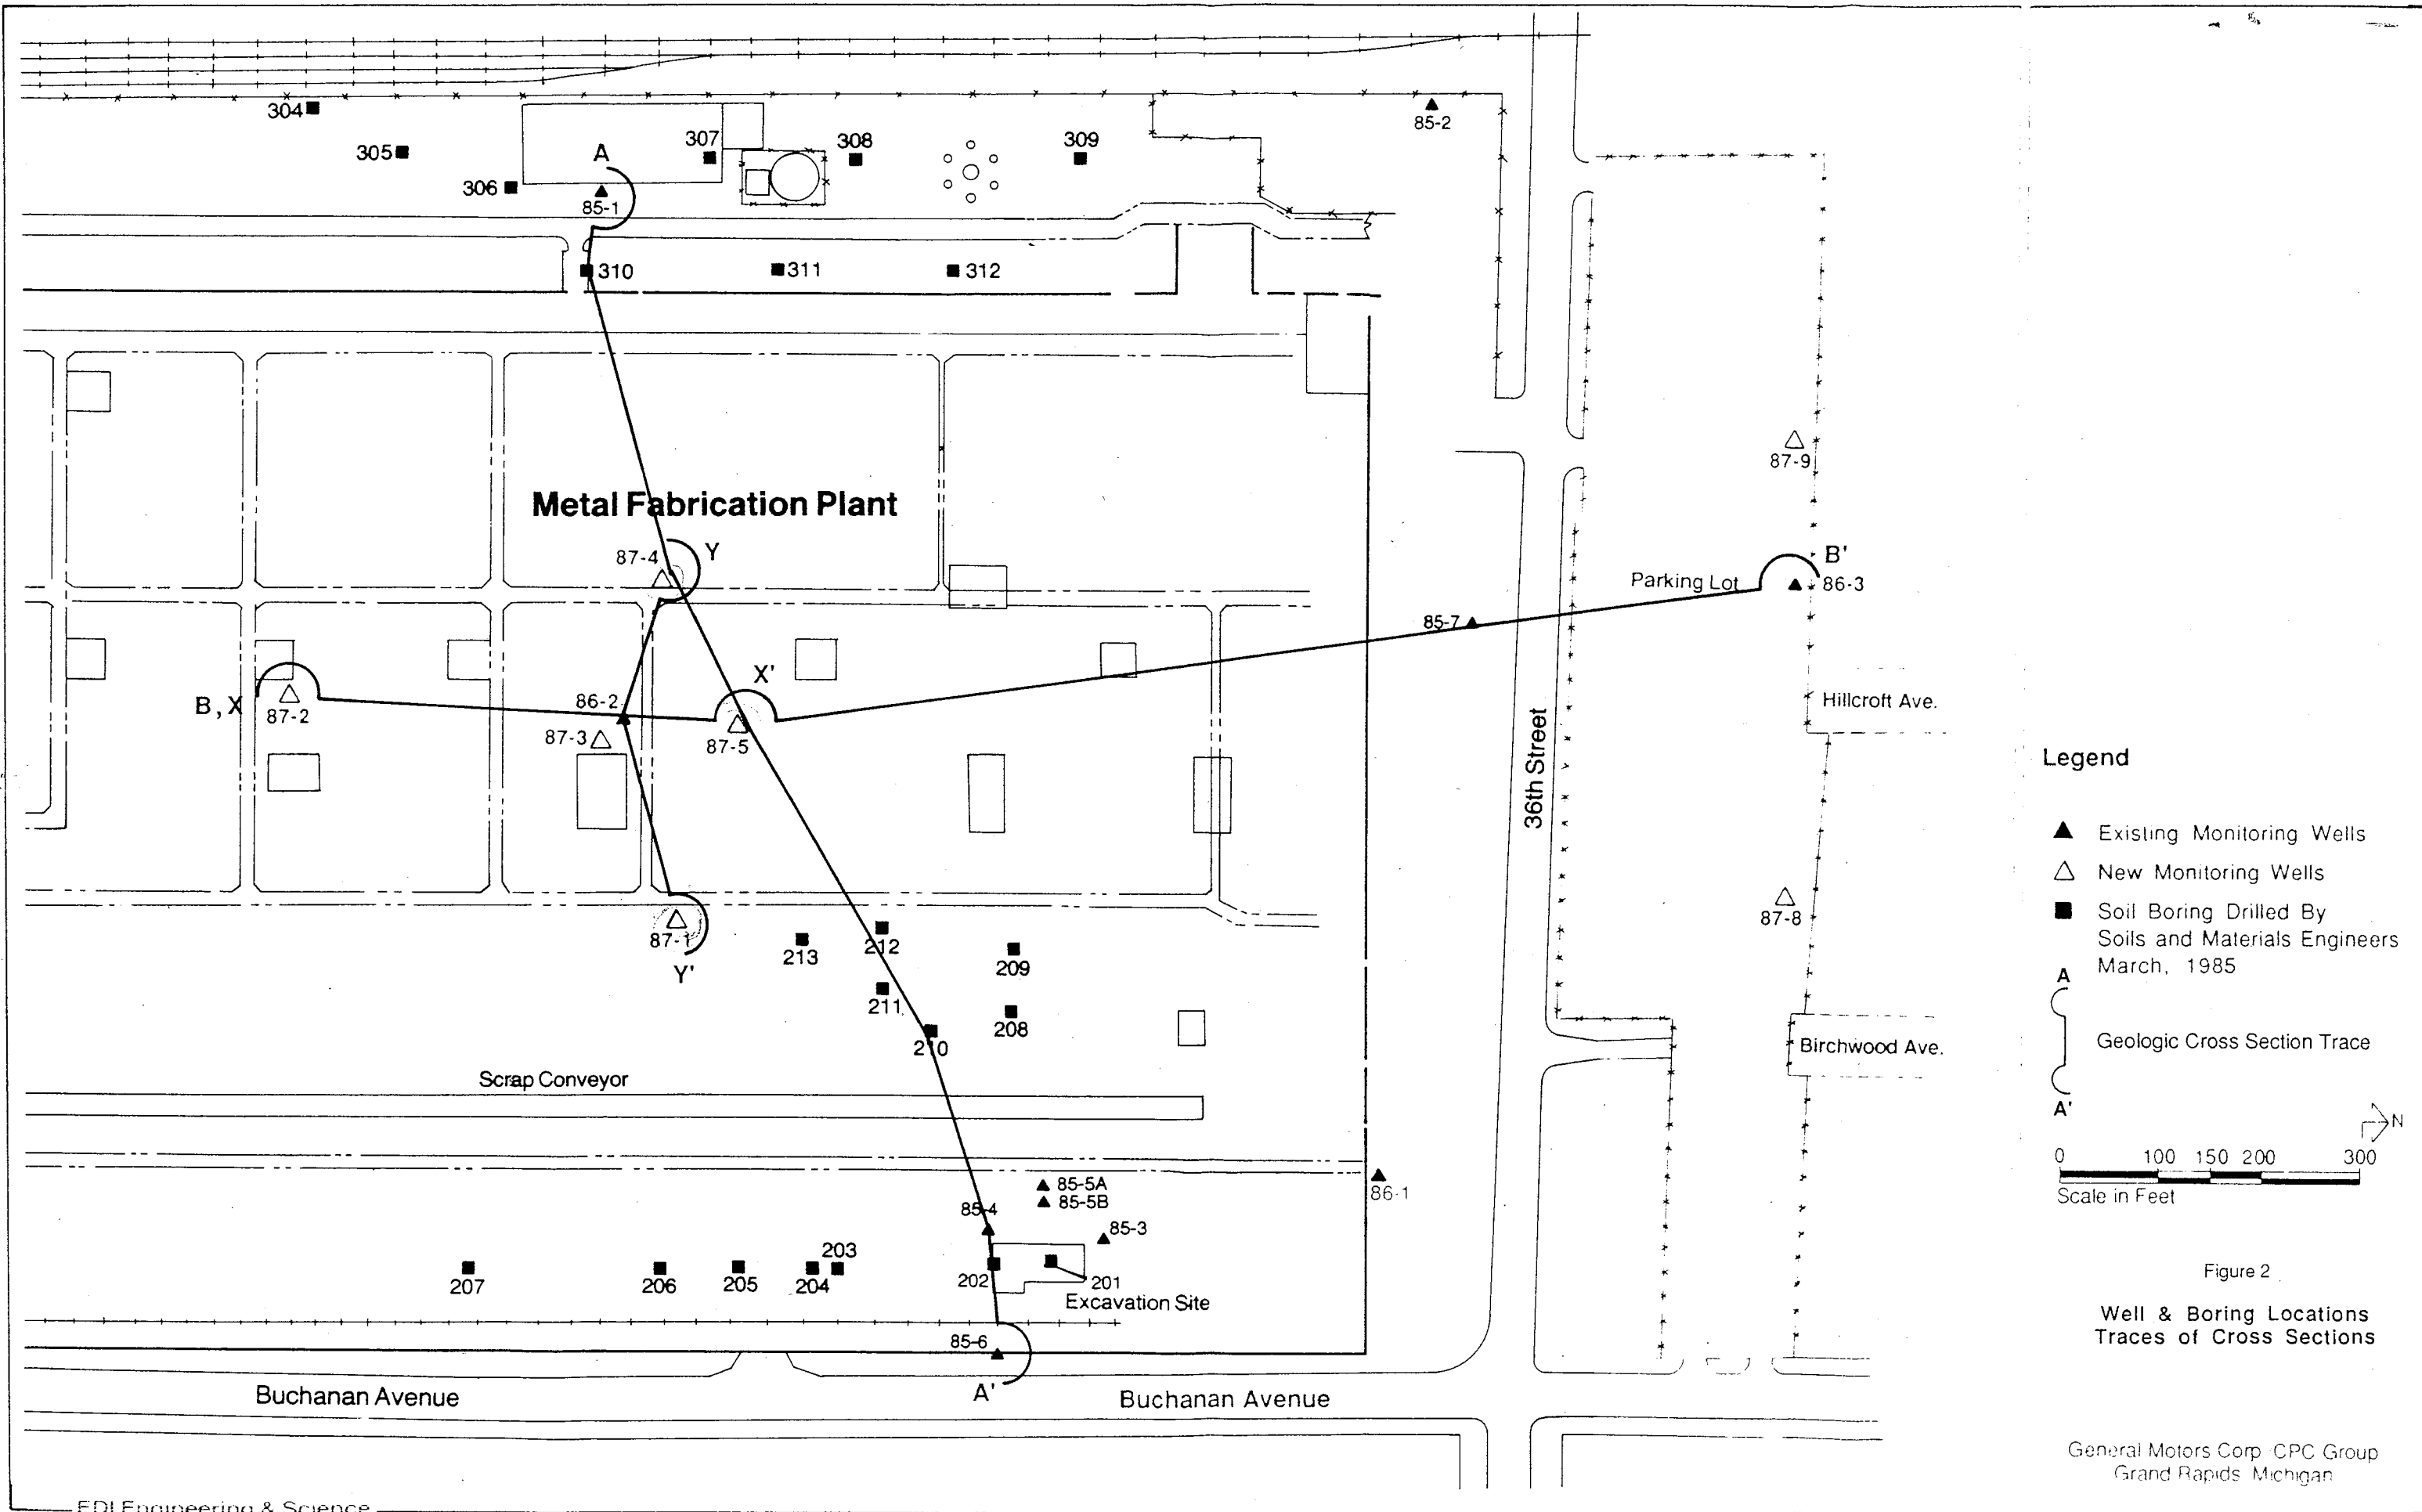 304
305
306
307
308
309
A
85-1
85-2
310
311
312
Metal Fabrication Plant
87-4
Y
87-9
B'
Parking Lot
86-3
85-7
X'
86-2
B, X
87-2
87-3
87-5
Hillcroft Ave.
36th Street
87-8
87-1
Y'
213
212
209
211
208
210
Birchwood Ave.
Scrap Conveyor
85-5A
85-5B
86-1
85-4
85-3
203
207
206
205
204
202
201
Excavation Site
85-6
A'
Buchanan Avenue
Buchanan Avenue
Legend
Existing Monitoring Wells
New Monitoring Wells
Soil Boring Drilled By
Soils and Materials Engineers
March, 1985
A
Geologic Cross Section Trace
A'
N
0 100 150 200 300
Scale in Feet
Figure 2
Well & Boring Locations
Traces of Cross Sections
General Motors Corp CPC Group
Grand Rapids Michigan
EDI Engineering & Science